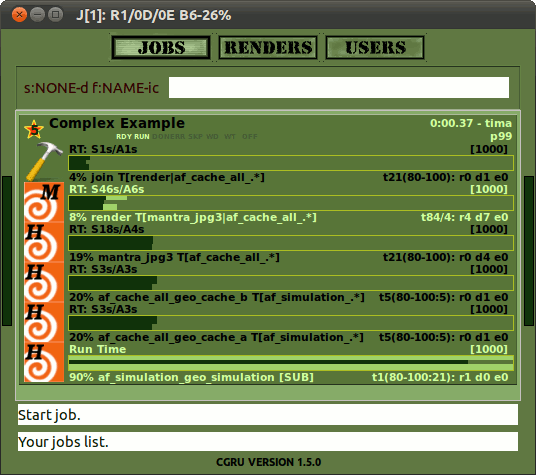 J[1]: R1/0D/0E B6-26%
JOBS RENDERS USERS
s:NONE-d f:NAME-ic
5 Complex Example 0:00.37 - tima
RDY RUN DON ERR SKP WD WT OFF p99
RT: S1s/A1s [1000]
4% join T[render|af_cache_all_.*] t21(80-100): r0 d1 e0
M RT: S46s/A6s [1000]
8% render T[mantra_jpg3|af_cache_all_.*] t84/4: r4 d7 e0
H RT: S18s/A4s [1000]
19% mantra_jpg3 T[af_cache_all_.*] t21(80-100): r0 d4 e0
H RT: S3s/A3s [1000]
20% af_cache_all_geo_cache_b T[af_simulation_.*] t5(80-100:5): r0 d1 e0
H RT: S3s/A3s [1000]
20% af_cache_all_geo_cache_a T[af_simulation_.*] t5(80-100:5): r0 d1 e0
H Run Time [1000]
90% af_simulation_geo_simulation [SUB] t1(80-100:21): r1 d0 e0
Start job.
Your jobs list.
CGRU VERSION 1.5.0